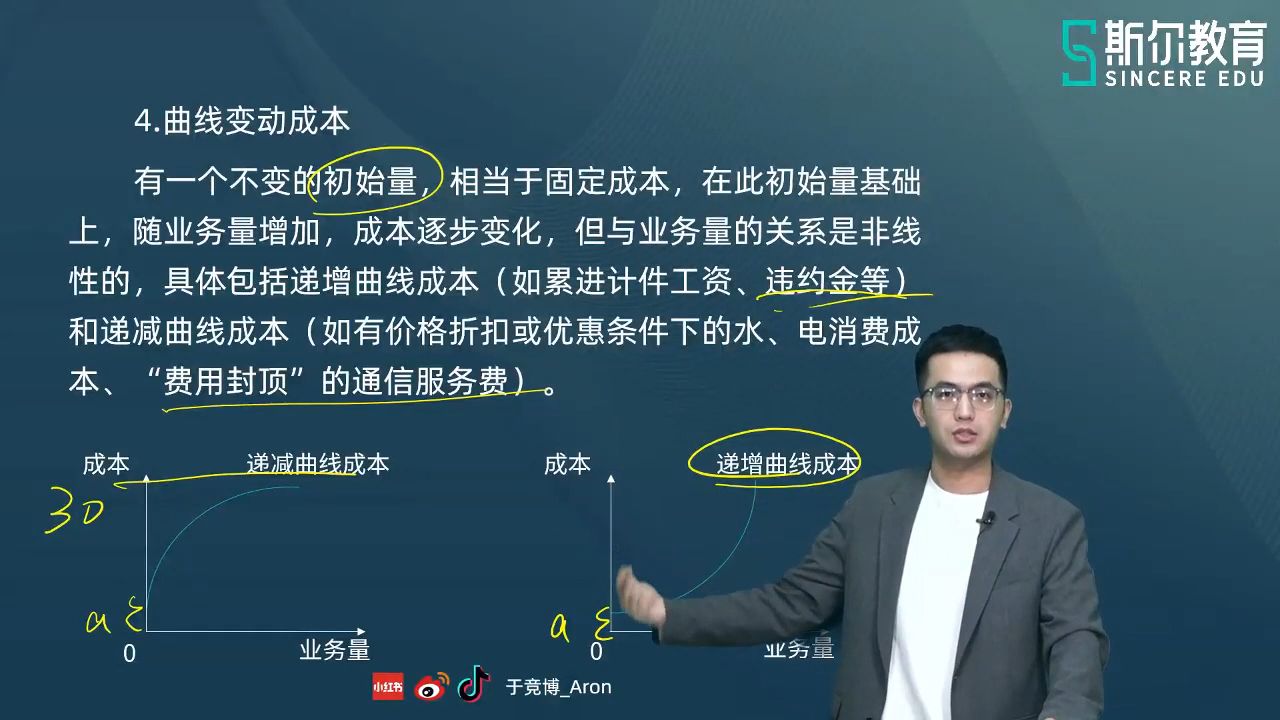 斯尔教育
SINCERE EDU
4.曲线变动成本
有一个不变的初始量，相当于固定成本，在此初始量基础
上，随业务量增加，成本逐步变化，但与业务量的关系是非线
性的，具体包括递增曲线成本（如累进计件工资、违约金等）
和递减曲线成本（如有价格折扣或优惠条件下的水、电消费成
本、“费用封顶”的通信服务费）。
成本
递减曲线成本
30
a
0
业务量
成本
递增曲线成本
a
0
业务量
小红书
于竞博_Aron